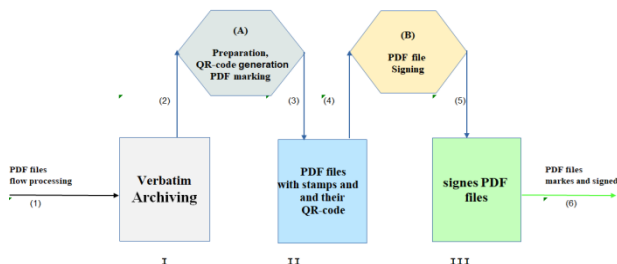 (A)
Preparation,
QR-code generation
PDF marking
(B)
PDF file
Signing
(2)
(3)
(4)
(5)
PDF files
flow processing
(1)
Verbatim
Archiving
PDF files
with stamps and
and their
QR-code
signes PDF
files
PDF files
markes and signed
(6)
I
II
III